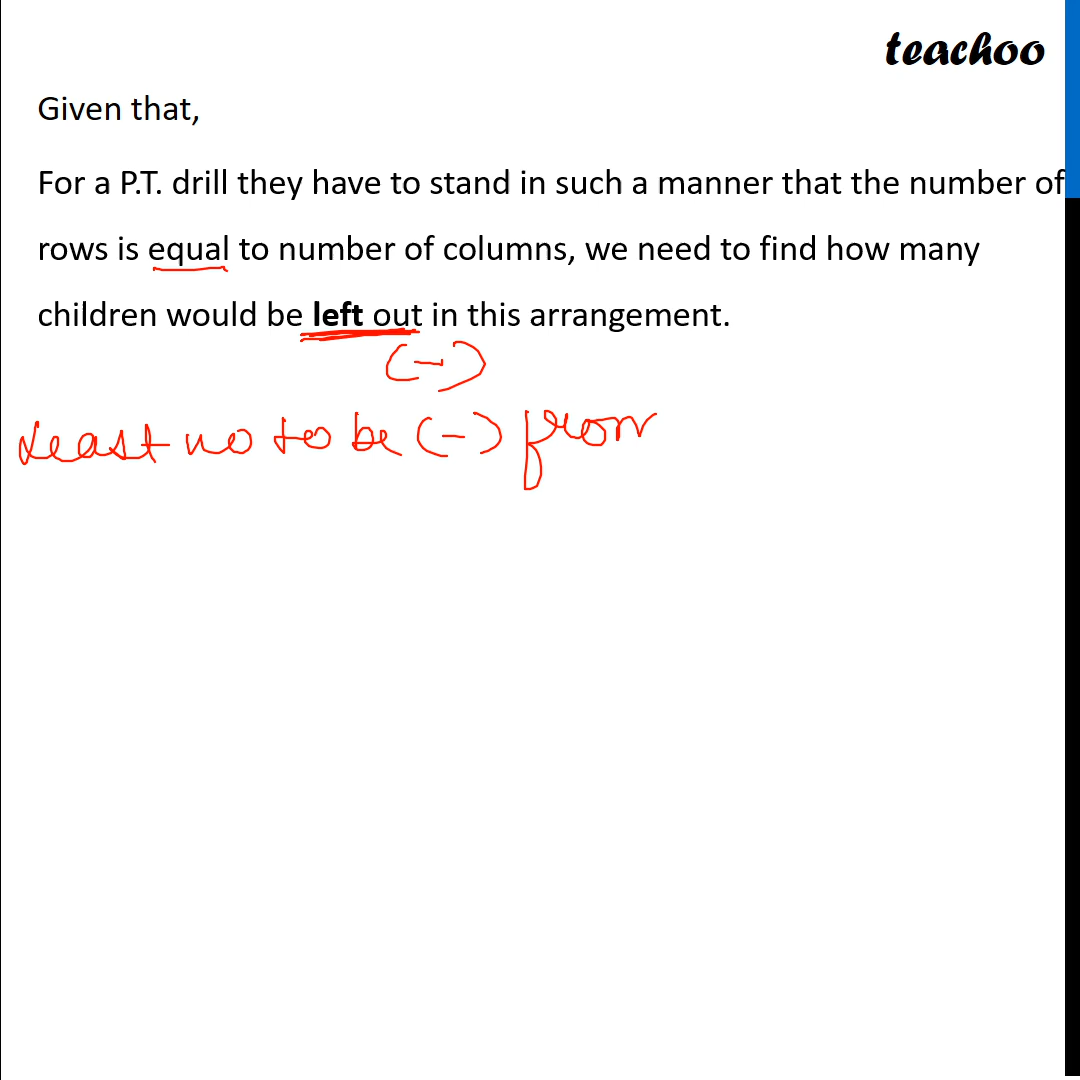 teachoo
Given that,
For a P.T. drill they have to stand in such a manner that the number of
rows is equal to number of columns, we need to find how many
children would be left out in this arrangement.
(-)
Least no to be (-) from